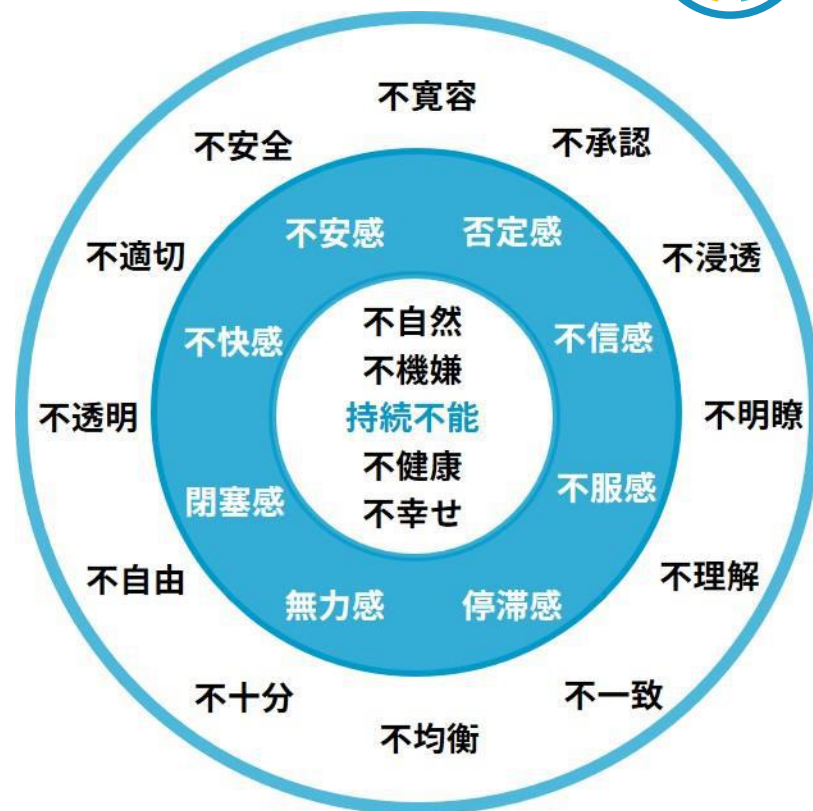 不寛容
不承認
不安全
不安感
否定感
不適切
不浸透
不自然
不快感
不信感
不機嫌
不透明
持続不能
不明瞭
不健康
閉塞感
不服感
不幸せ
不自由
不理解
無力感
停滞感
不十分
不一致
不均衡